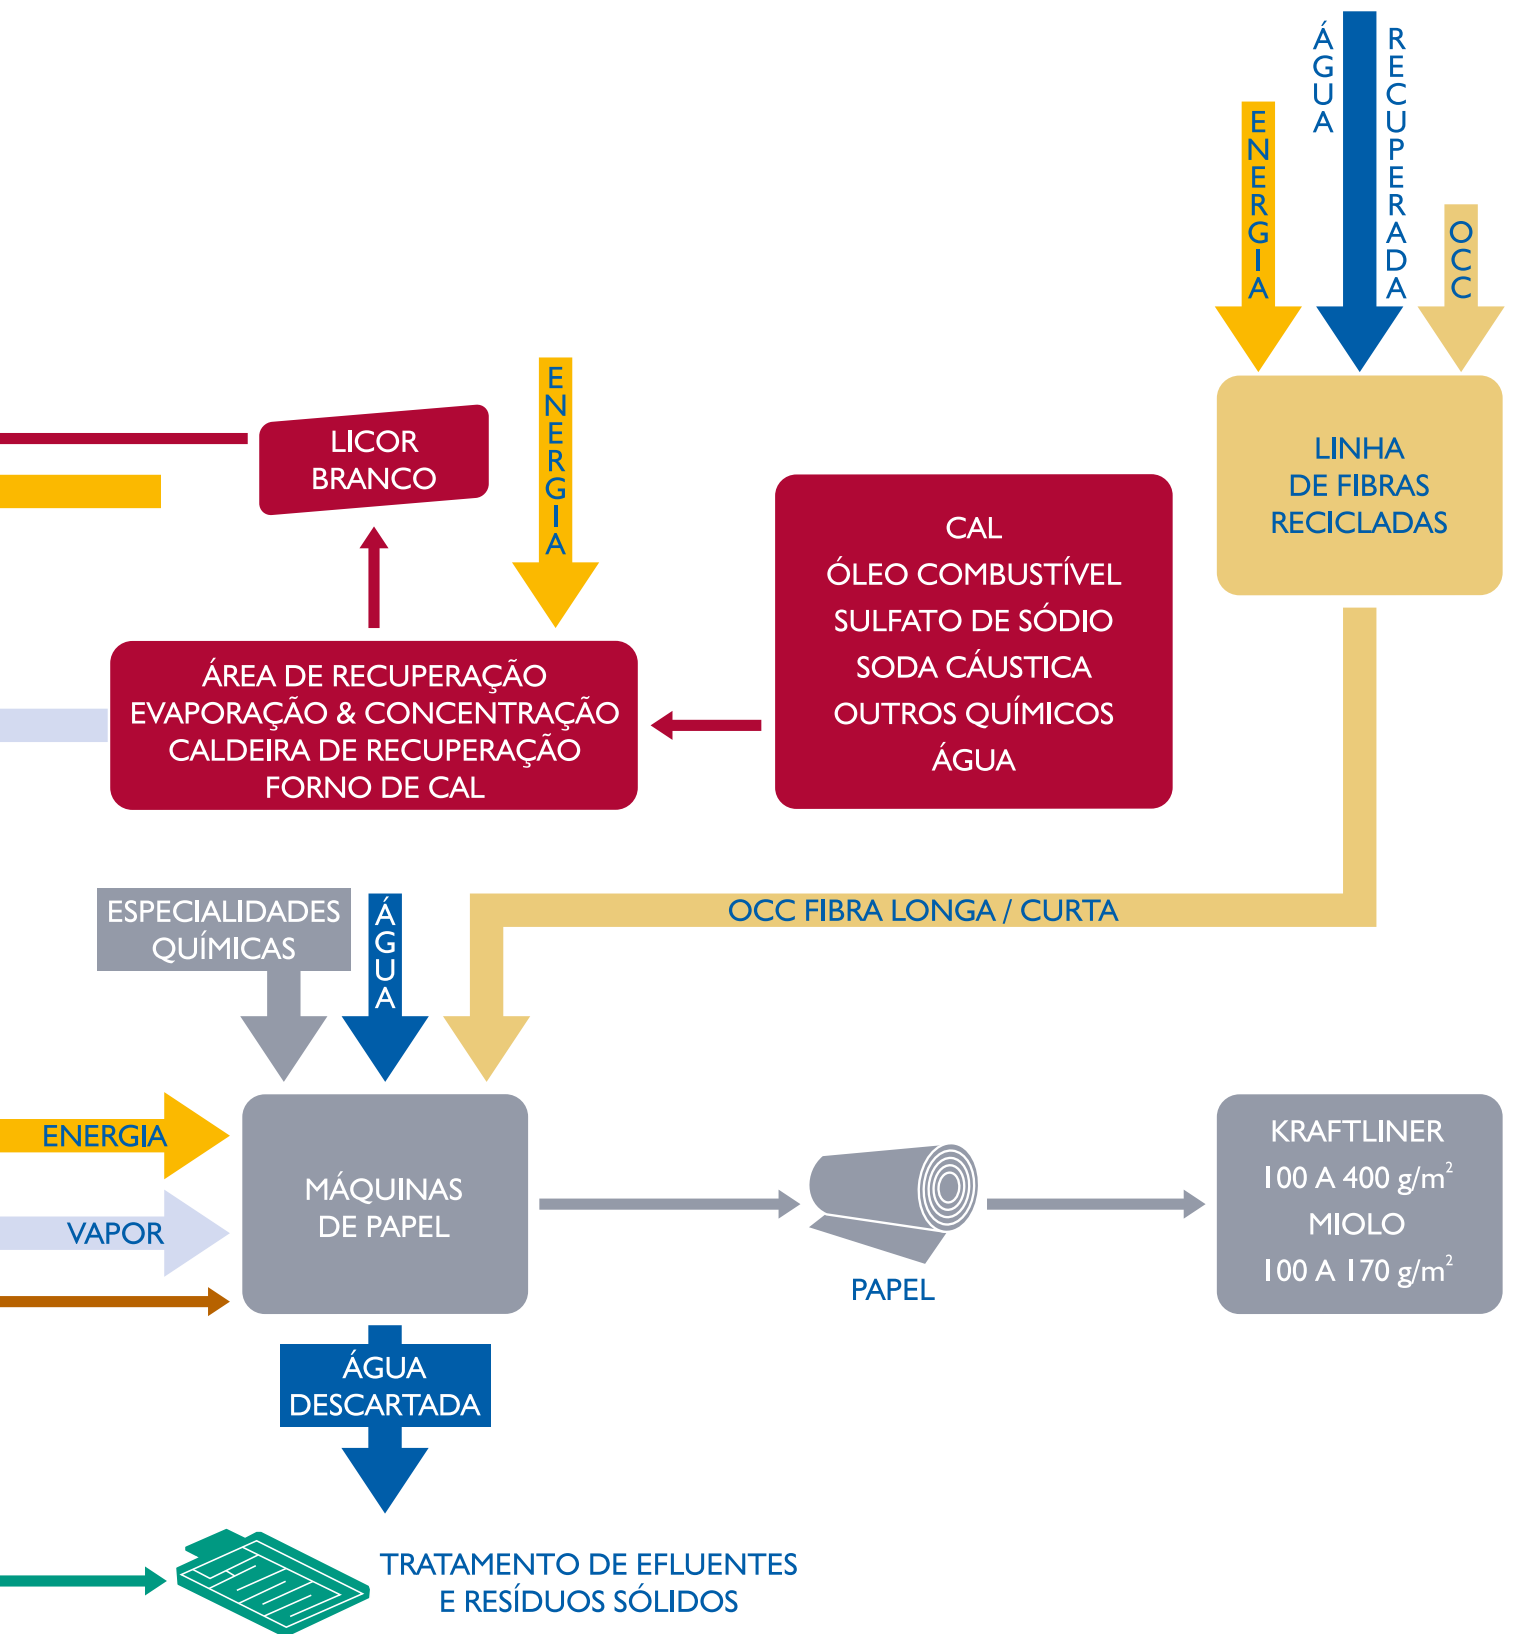 ÁGUA
RECUPERADA
ENERGIA
OCC
ENERGIA
LICOR
BRANCO
LINHA
DE FIBRAS
RECICLADAS
CAL
ÓLEO COMBUSTÍVEL
SULFATO DE SÓDIO
SODA CÁUSTICA
OUTROS QUÍMICOS
ÁGUA
ÁREA DE RECUPERAÇÃO
EVAPORAÇÃO & CONCENTRAÇÃO
CALDEIRA DE RECUPERAÇÃO
FORNO DE CAL
ESPECIALIDADES
QUÍMICAS
ÁGUA
OCC FIBRA LONGA / CURTA
ENERGIA
VAPOR
MÁQUINAS
DE PAPEL
PAPEL
KRAFTLINER
100 A 400 g/m²
MIOLO
100 A 170 g/m²
ÁGUA
DESCARTADA
TRATAMENTO DE EFLUENTES
E RESÍDUOS SÓLIDOS